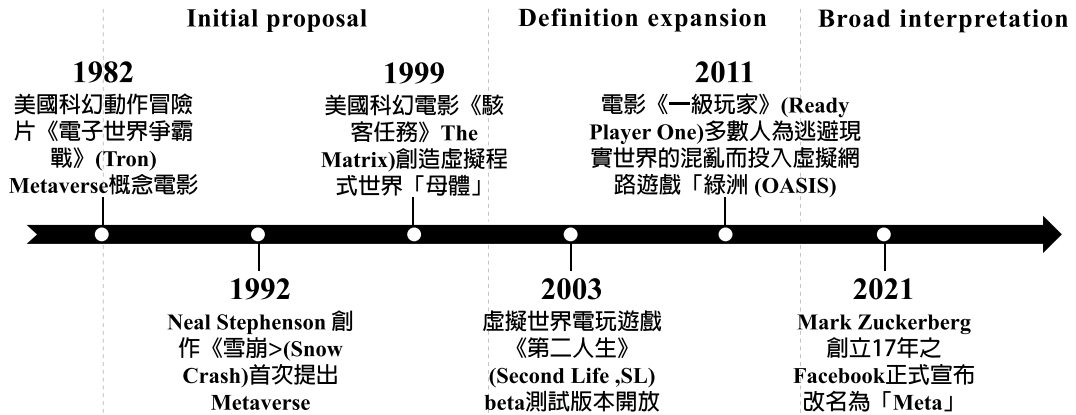 Initial proposal
Definition expansion
Broad interpretation
1982
美國科幻動作冒險
片《電子世界爭霸
戰》(Tron)
Metaverse概念電影
1999
美國科幻電影《駭
客任務》The
Matrix)創造虛擬程
式世界「母體」
2011
電影《一級玩家》(Ready
Player One)多數人為逃避現
實世界的混亂而投入虛擬網
路遊戲「綠洲 (OASIS)
1992
Neal Stephenson 創
作《雪崩>(Snow
Crash)首次提出
Metaverse
2003
虛擬世界電玩遊戲
《第二人生》
(Second Life ,SL)
beta測試版本開放
2021
Mark Zuckerberg
創立17年之
Facebook正式宣布
改名為「Meta」